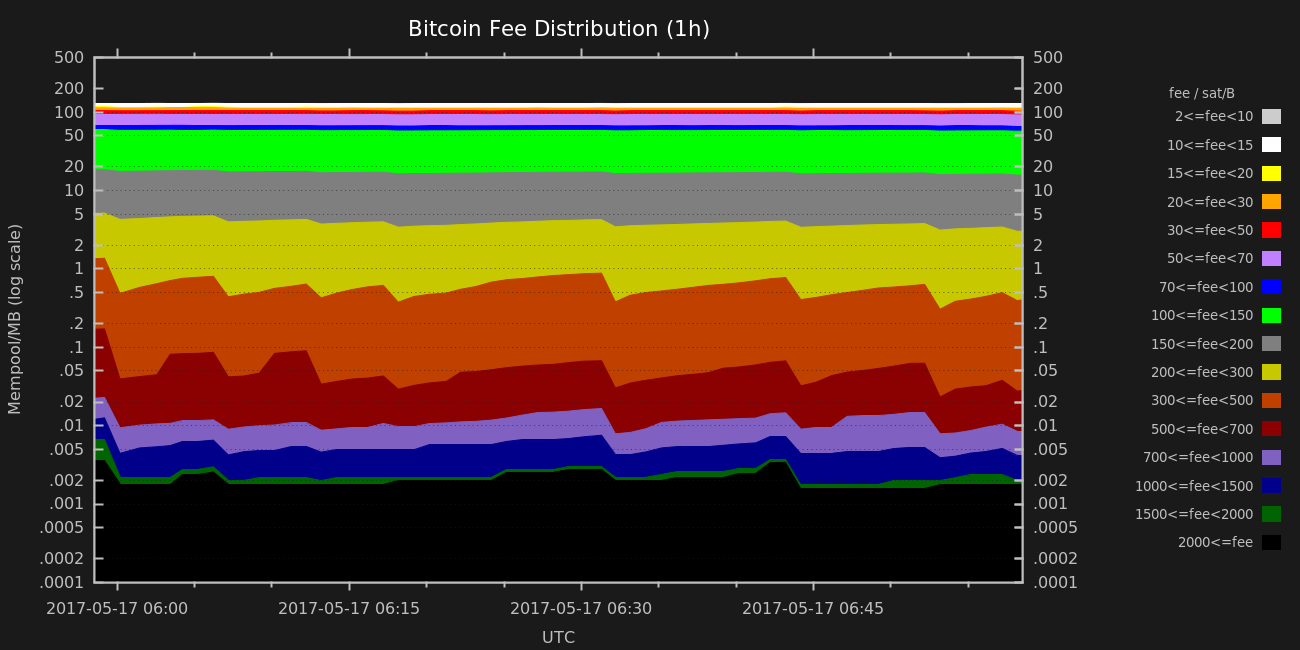 Bitcoin Fee Distribution (1h)
Mempool/MB (log scale)
500
200
100
50
20
10
5
2
1
.5
.2
.1
.05
.02
.01
.005
.002
.001
.0005
.0002
.0001
500
200
100
50
20
10
5
2
1
.5
.2
.1
.05
.02
.01
.005
.002
.001
.0005
.0002
.0001
2017-05-17 06:00
2017-05-17 06:15
2017-05-17 06:30
2017-05-17 06:45
UTC
fee / sat/B
2<=fee<10
10<=fee<15
15<=fee<20
20<=fee<30
30<=fee<50
50<=fee<70
70<=fee<100
100<=fee<150
150<=fee<200
200<=fee<300
300<=fee<500
500<=fee<700
700<=fee<1000
1000<=fee<1500
1500<=fee<2000
2000<=fee